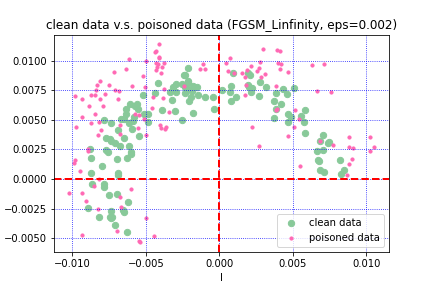 clean data v.s. poisoned data (FGSM_Linfinity, eps=0.002)
0.0100
0.0075
0.0050
0.0025
0.0000
−0.0025
−0.0050
clean data
poisoned data
−0.010 −0.005 0.000 0.005 0.010
I